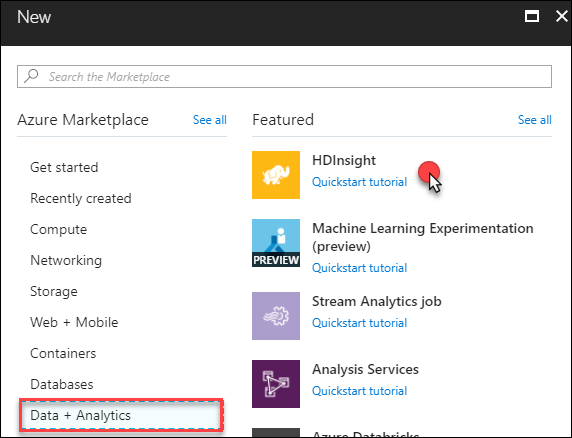 New
Search the Marketplace
Azure Marketplace
See all
Get started
Recently created
Compute
Networking
Storage
Web + Mobile
Containers
Databases
Data + Analytics
Featured
See all
HDInsight
Quickstart tutorial
PREVIEW
Machine Learning Experimentation
(preview)
Quickstart tutorial
Stream Analytics job
Quickstart tutorial
Analysis Services
Quickstart tutorial
Azure Databricks